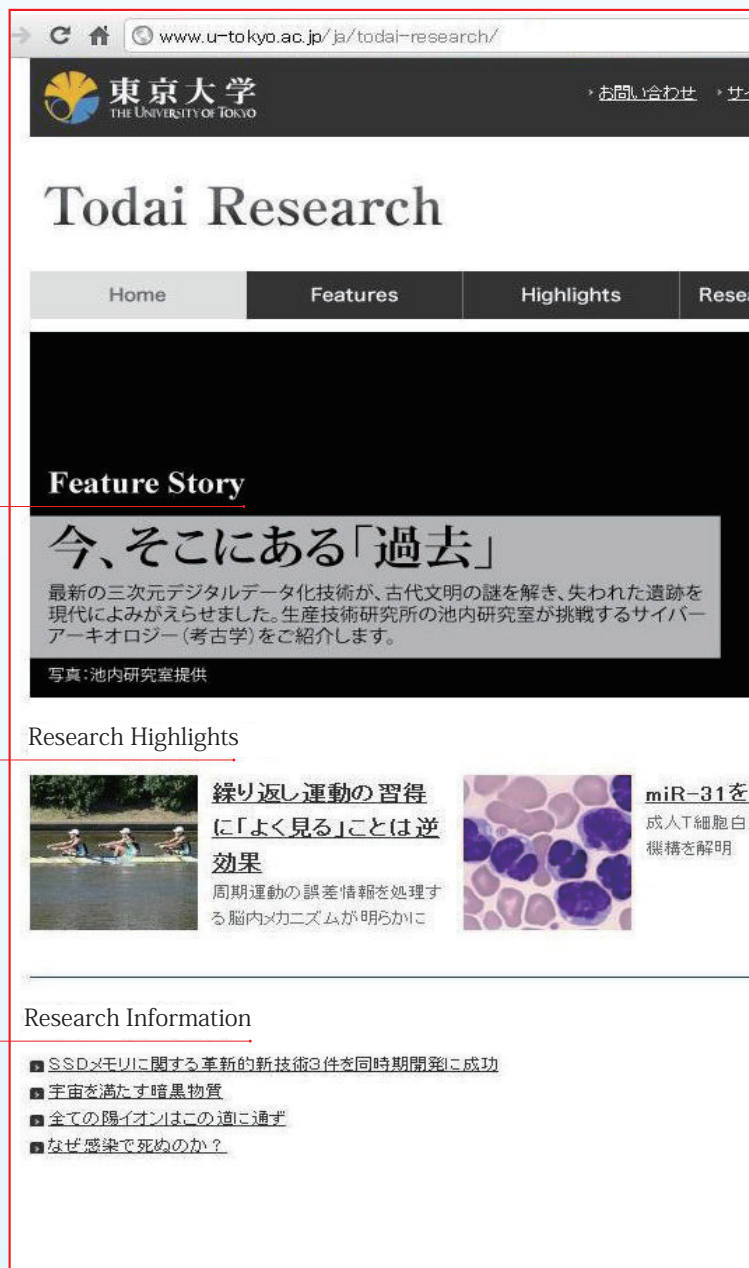 www.u-tokyo.ac.jp/ja/todai-research/
東京大学
THE UNIVERSITY OF TOKYO
お問い合わせ
Todai Research
Home Features Highlights
Feature Story
今、そこにある「過去」
最新の三次元デジタルデータ化技術が、古代文明の謎を解き、失われた遺跡を
現代によみがえらせました。生産技術研究所の池内研究室が挑戦するサイバー
アーキオロジー(考古学)をご紹介します。
写真:池内研究室提供
Research Highlights
繰り返し運動の習得
に「よく見る」ことは逆
効果
周期運動の誤差情報を処理す
る脳内メカニズムが明らかに
miR-31を
成人T細胞白
機構を解明
Research Information
SSDメモリに関する革新的新技術3件を同時期開発に成功
宇宙を満たす暗黒物質
全ての陽イオンはこの道に通ず
なぜ感染で死ぬのか?